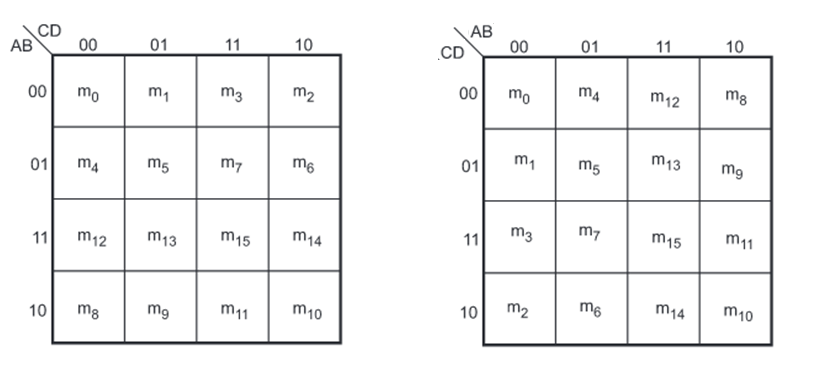 CD
AB 00 01 11 10
00 m0 m1 m3 m2
01 m4 m5 m7 m6
11 m12 m13 m15 m14
10 m8 m9 m11 m10
AB
CD 00 01 11 10
00 m0 m4 m12 m8
01 m1 m5 m13 m9
11 m3 m7 m15 m11
10 m2 m6 m14 m10